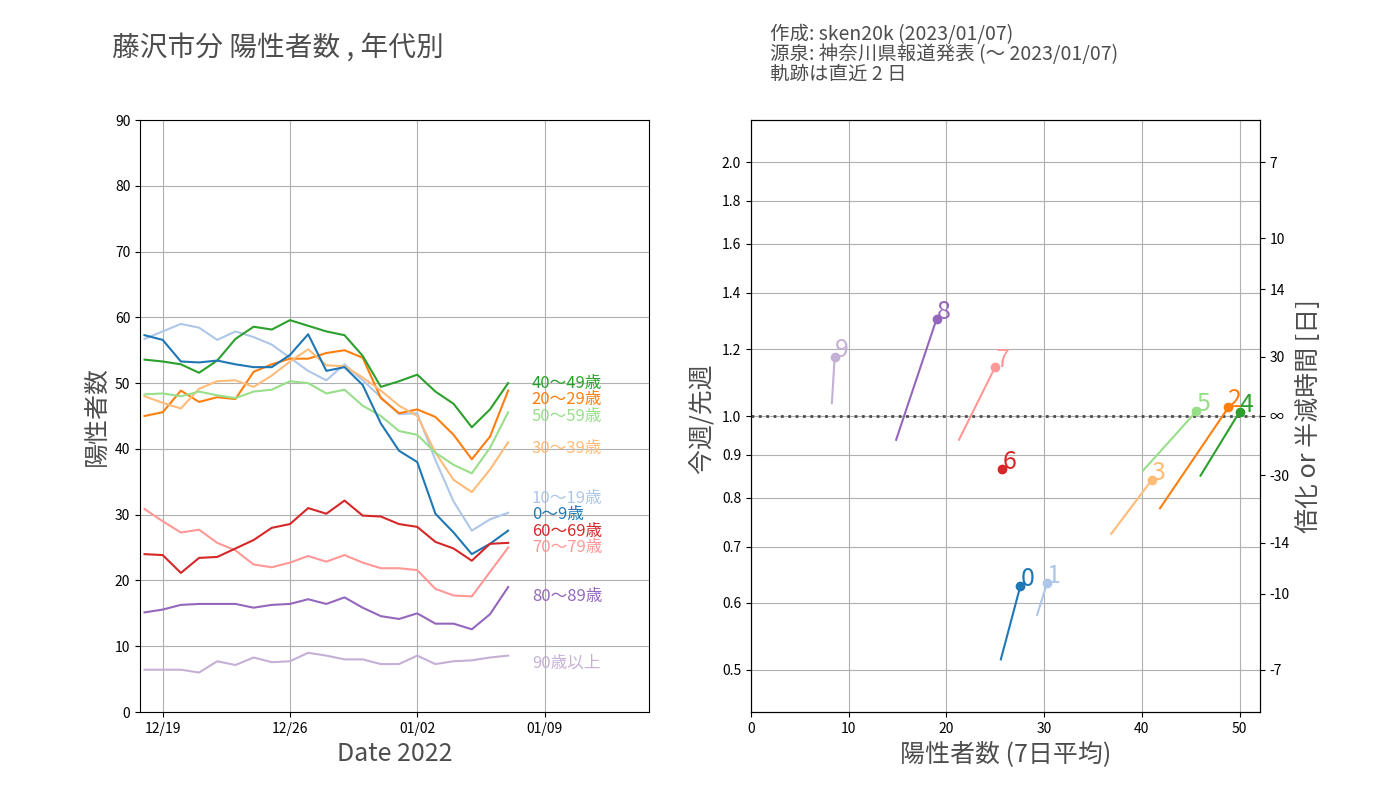 藤沢市分 陽性者数 , 年代別
作成: sken20k (2023/01/07)
源泉: 神奈川県報道発表 (〜 2023/01/07)
軌跡は直近 2 日
陽性者数
90
80
70
60
50
40
30
20
10
0
12/19
12/26
01/02
01/09
Date 2022
40〜49歳
20〜29歳
50〜59歳
30〜39歳
10〜19歳
0〜9歳
60〜69歳
70〜79歳
80〜89歳
90歳以上
今週/先週
2.0
1.8
1.6
1.4
1.2
1.0
0.9
0.8
0.7
0.6
0.5
0
10
20
30
40
50
陽性者数 (7日平均)
8
9
7
2
5
4
6
3
0
1
7
10
14
30
∞
-30
-14
-10
-7
倍化 or 半減時間 [日]